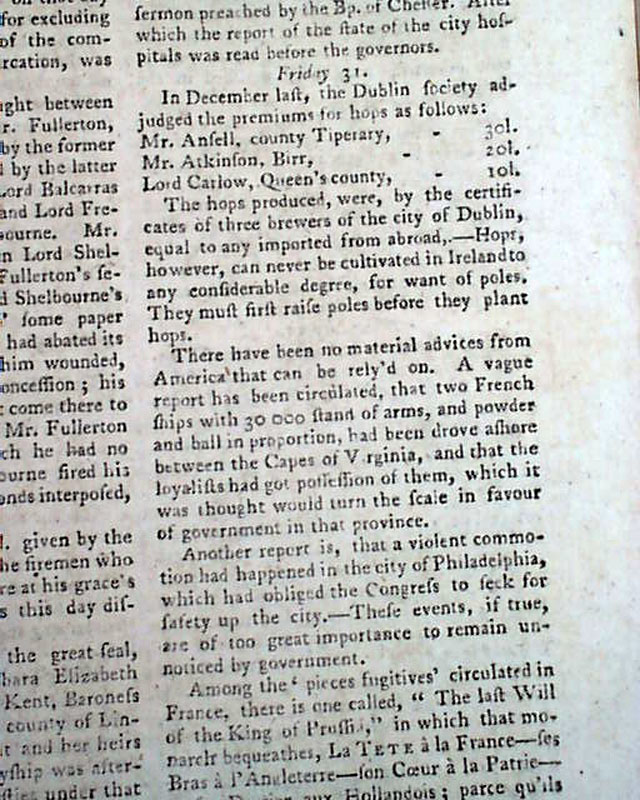 for excluding
of the com-
rcation, was
ught between
r. Fullerton,
by the former
l by the latter
Lord Balcarras
and Lord Fre-
bourne. Mr.
n Lord Shel-
Fullerton's ſe-
d Shelbourne's
ſome paper
had abated its
him wounded,
onceſſion; his
t come there to
Mr. Fullerton
ch he had no
ourne fired his
onds interpoſed,
l. given by the
he firemen who
re at his grace's
s this day diſ-
the great ſeal,
bara Elizabeth
Kent, Baroneſs
county of Lin-
t and her heirs
yſhip was after-
under that
ſermon preached by the Bp. of Cheſter. After
which the report of the ſtate of the city hoſ-
pitals was read before the governors.
Friday 31.
In December laſt, the Dublin ſociety ad-
judged the premiums for hops as follows:
Mr. Anſell, county Tiperary, - 30l.
Mr. Atkinſon, Birr, - 20l.
Lord Carlow, Queen's county, - 10l.
The hops produced, were, by the certifi-
cates of three brewers of the city of Dublin,
equal to any imported from abroad,.—Hops,
however, can never be cultivated in Ireland to
any conſiderable degree, for want of poles.
They muſt firſt raiſe poles before they plant
hops.
There have been no material advices from
America that can be rely'd on. A vague
report has been circulated, that two French
ſhips with 30 000 ſtand of arms, and powder
and ball in proportion, had been drove aſhore
between the Capes of V rginia, and that the
loyaliſts had got poſſeſſion of them, which it
was thought would turn the ſcale in favour
of government in that province.
Another report is, that a violent commo-
tion had happened in the city of Philadelphia,
which had obliged the Congreſs to ſeek for
ſafety up the city.—Theſe events, if true,
are of too great importance to remain un-
noticed by government.
Among the ‘ pieces fugitives’ circulated in
France, there is one called, “ The laſt Will
of the King of Pruſſia,” in which that mo-
narch bequeathes, La TETE à la France—ſes
Bras à l'Angleterre—ſon Cœur à la Patrie—
aux Hollandois; parce qu'ils